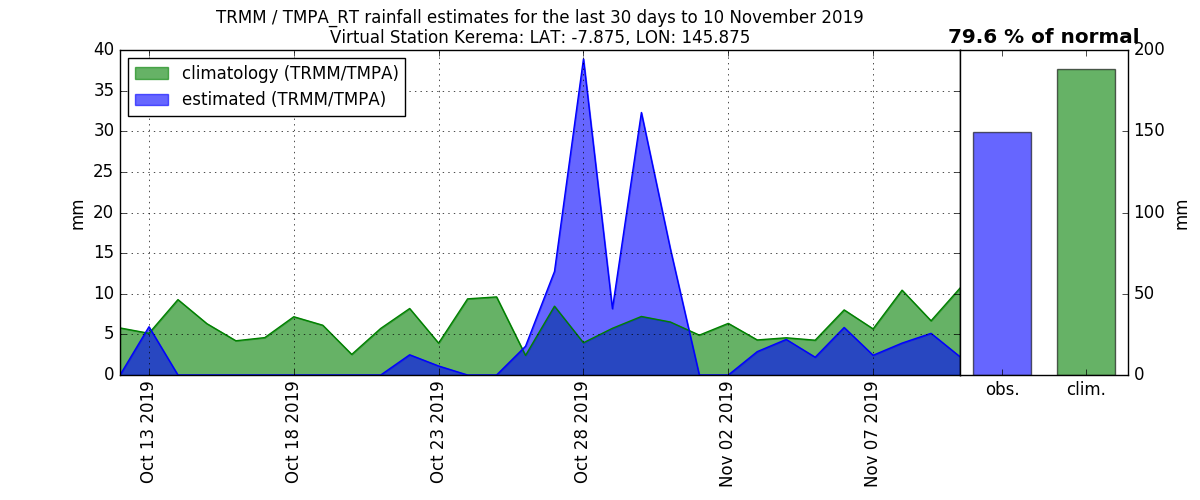 TRMM / TMPA_RT rainfall estimates for the last 30 days to 10 November 2019
Virtual Station Kerema: LAT: -7.875, LON: 145.875
79.6 % of normal
climatology (TRMM/TMPA)
estimated (TRMM/TMPA)
40
35
30
25
20
15
10
5
0
mm
Oct 13 2019
Oct 18 2019
Oct 23 2019
Oct 28 2019
Nov 02 2019
Nov 07 2019
200
150
100
50
0
mm
obs.
clim.